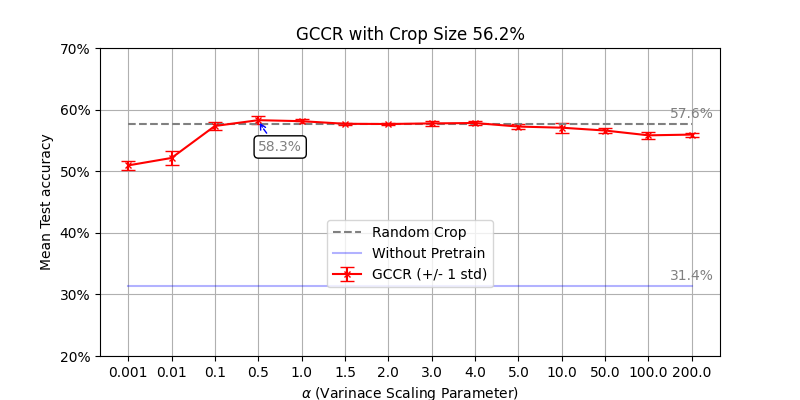 GCCR with Crop Size 56.2%
70%
60%
50%
40%
30%
20%
Mean Test accuracy
57.6%
58.3%
31.4%
Random Crop
Without Pretrain
GCCR (+/- 1 std)
0.001 0.01 0.1 0.5 1.0 1.5 2.0 3.0 4.0 5.0 10.0 50.0 100.0 200.0
α (Varinace Scaling Parameter)